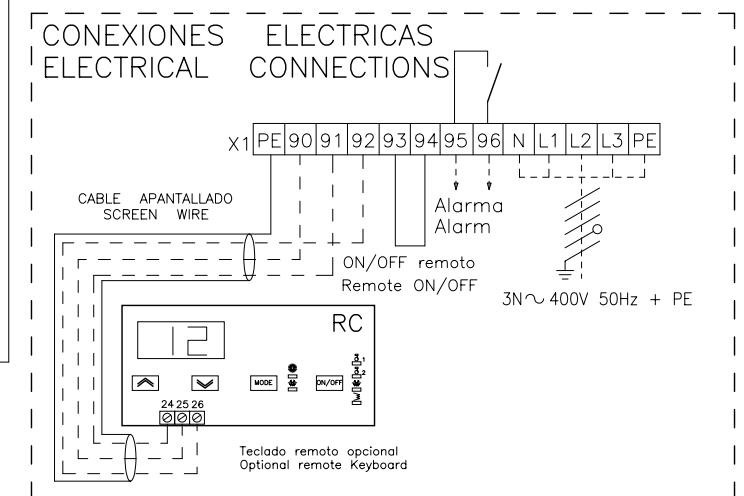 CONEXIONES ELECTRICAS
ELECTRICAL CONNECTIONS
X1 PE 90 91 92 93 94 95 96 N L1 L2 L3 PE
CABLE APANTALLADO
SCREEN WIRE
Alarma
Alarm
ON/OFF remoto
Remote ON/OFF
3N~ 400V 50Hz + PE
RC
12
MODE
ON/OFF
1
2
24 25 26
Teclado remoto opcional
Optional remote Keyboard